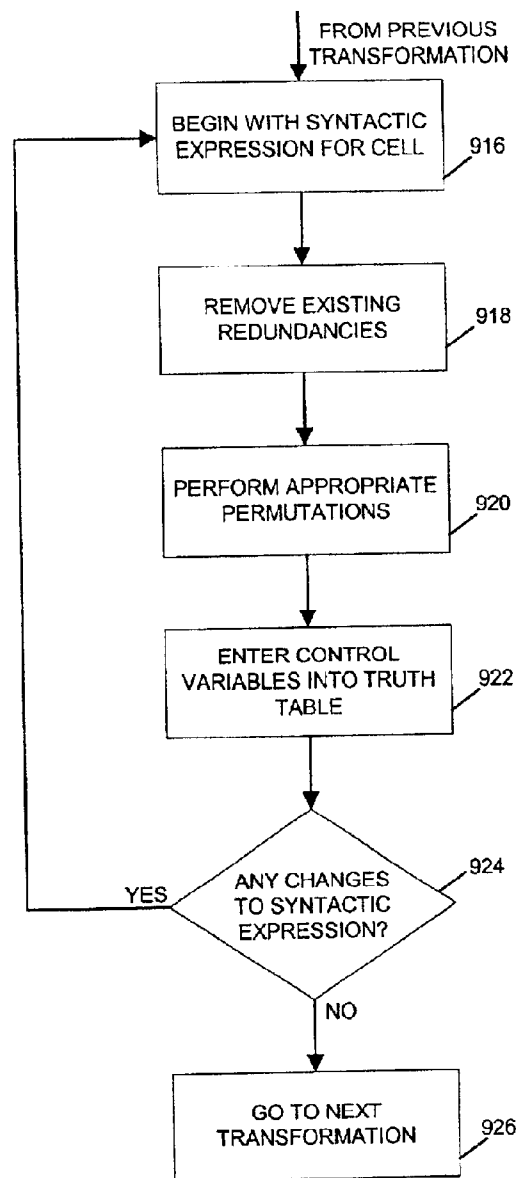 FROM PREVIOUS
TRANSFORMATION
BEGIN WITH SYNTACTIC
EXPRESSION FOR CELL
916
REMOVE EXISTING
REDUNDANCIES
918
PERFORM APPROPRIATE
PERMUTATIONS
920
ENTER CONTROL
VARIABLES INTO TRUTH
TABLE
922
924
YES
ANY CHANGES
TO SYNTACTIC
EXPRESSION?
NO
GO TO NEXT
TRANSFORMATION
926